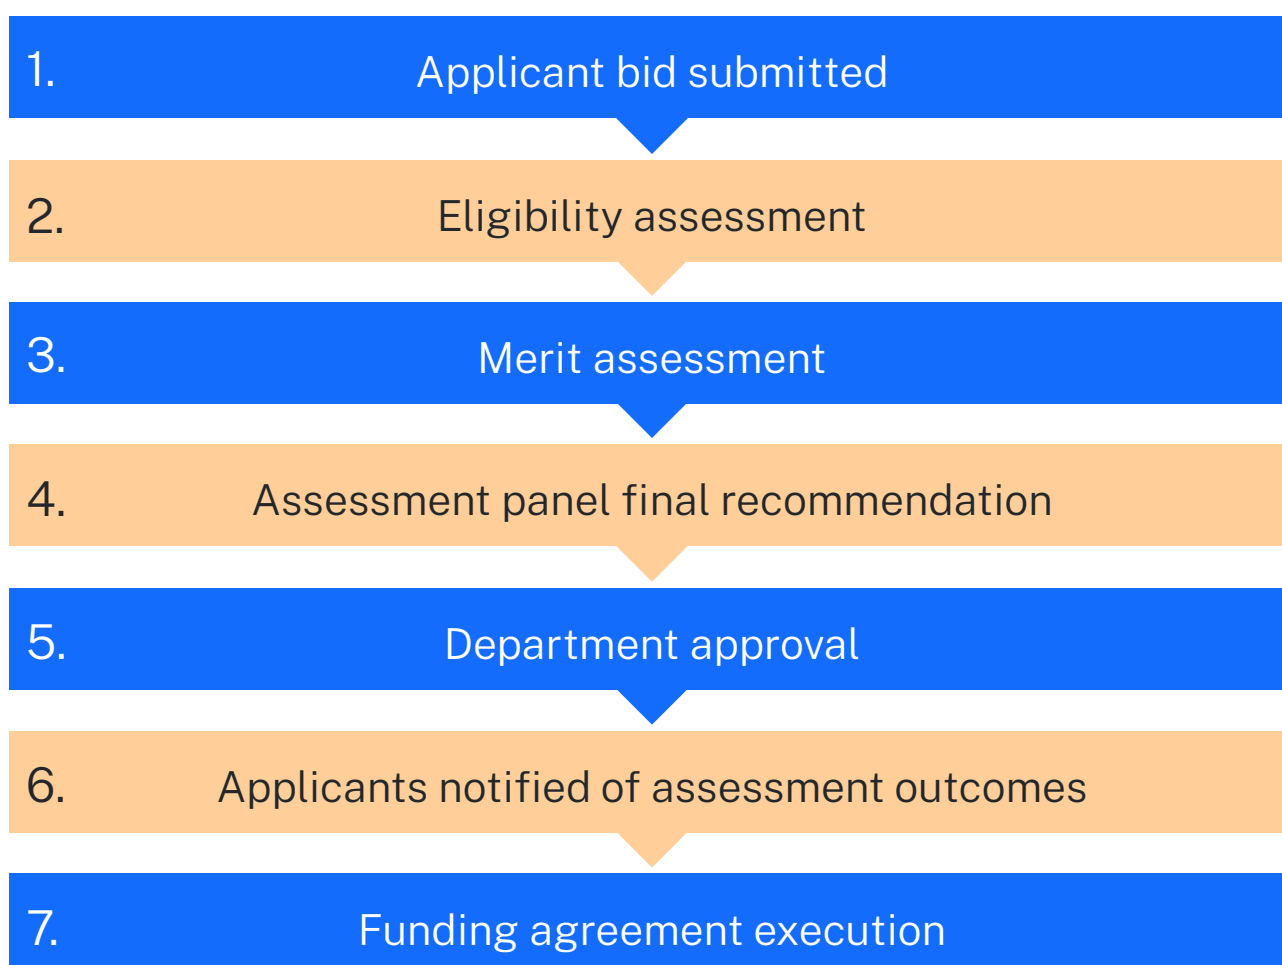 1. Applicant bid submitted
2. Eligibility assessment
3. Merit assessment
4. Assessment panel final recommendation
5. Department approval
6. Applicants notified of assessment outcomes
7. Funding agreement execution